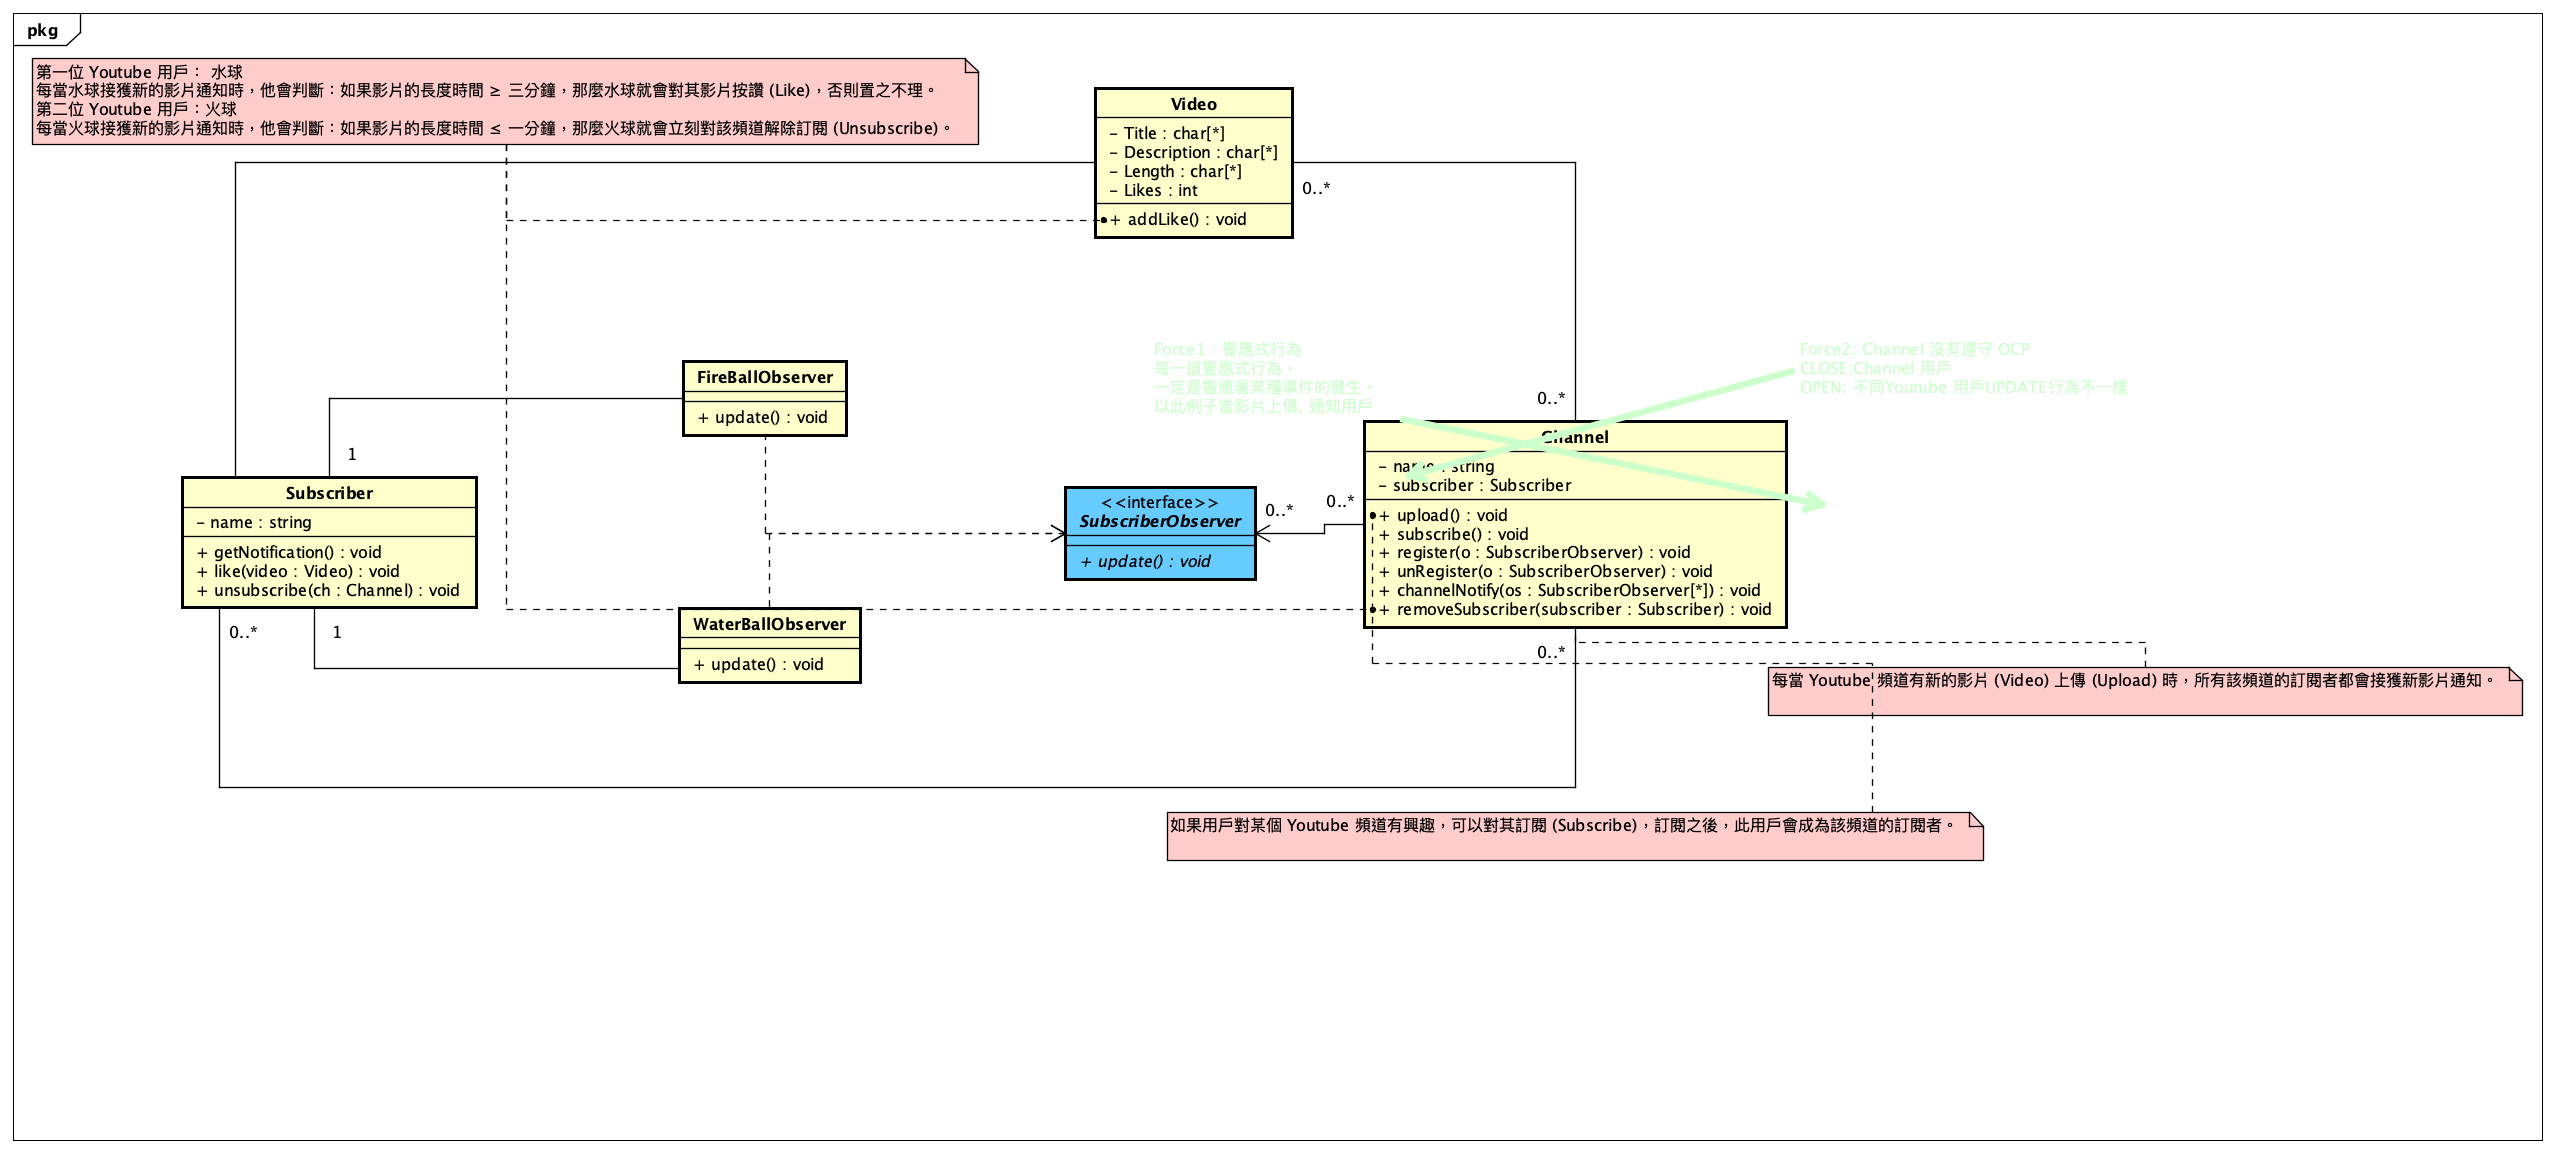 pkg
第一位 Youtube 用戶： 水球
每當水球接獲新的影片通知時，他會判斷：如果影片的長度時間 ≥ 三分鐘，那麼水球就會對其影片按讚 (Like)，否則置之不理。
第二位 Youtube 用戶：火球
每當火球接獲新的影片通知時，他會判斷：如果影片的長度時間 ≤ 一分鐘，那麼火球就會立刻對該頻道解除訂閱 (Unsubscribe)。
Video
- Title : char[*]
- Description : char[*]
- Length : char[*]
- Likes : int
+ addLike() : void
0..*
Force1：響應式行為
每一道響應式行為，
一定是響應著某種事件的發生。
以此例子當影片上傳, 通知用戶
Force2: Channel 沒有遵守 OCP
CLOSE:Channel 用戶
OPEN: 不同Youtube 用戶UPDATE行為不一樣
FireBallObserver
+ update() : void
0..*
1
Channel
- name : string
- subscriber : Subscriber
+ upload() : void
+ subscribe() : void
+ register(o : SubscriberObserver) : void
+ unRegister(o : SubscriberObserver) : void
+ channelNotify(os : SubscriberObserver[*]) : void
+ removeSubscriber(subscriber : Subscriber) : void
Subscriber
- name : string
+ getNotification() : void
+ like(video : Video) : void
+ unsubscribe(ch : Channel) : void
<<interface>>
SubscriberObserver
+ update() : void
0..*
0..*
WaterBallObserver
+ update() : void
0..*
1
0..*
每當 Youtube 頻道有新的影片 (Video) 上傳 (Upload) 時，所有該頻道的訂閱者都會接獲新影片通知。
如果用戶對某個 Youtube 頻道有興趣，可以對其訂閱 (Subscribe)，訂閱之後，此用戶會成為該頻道的訂閱者。